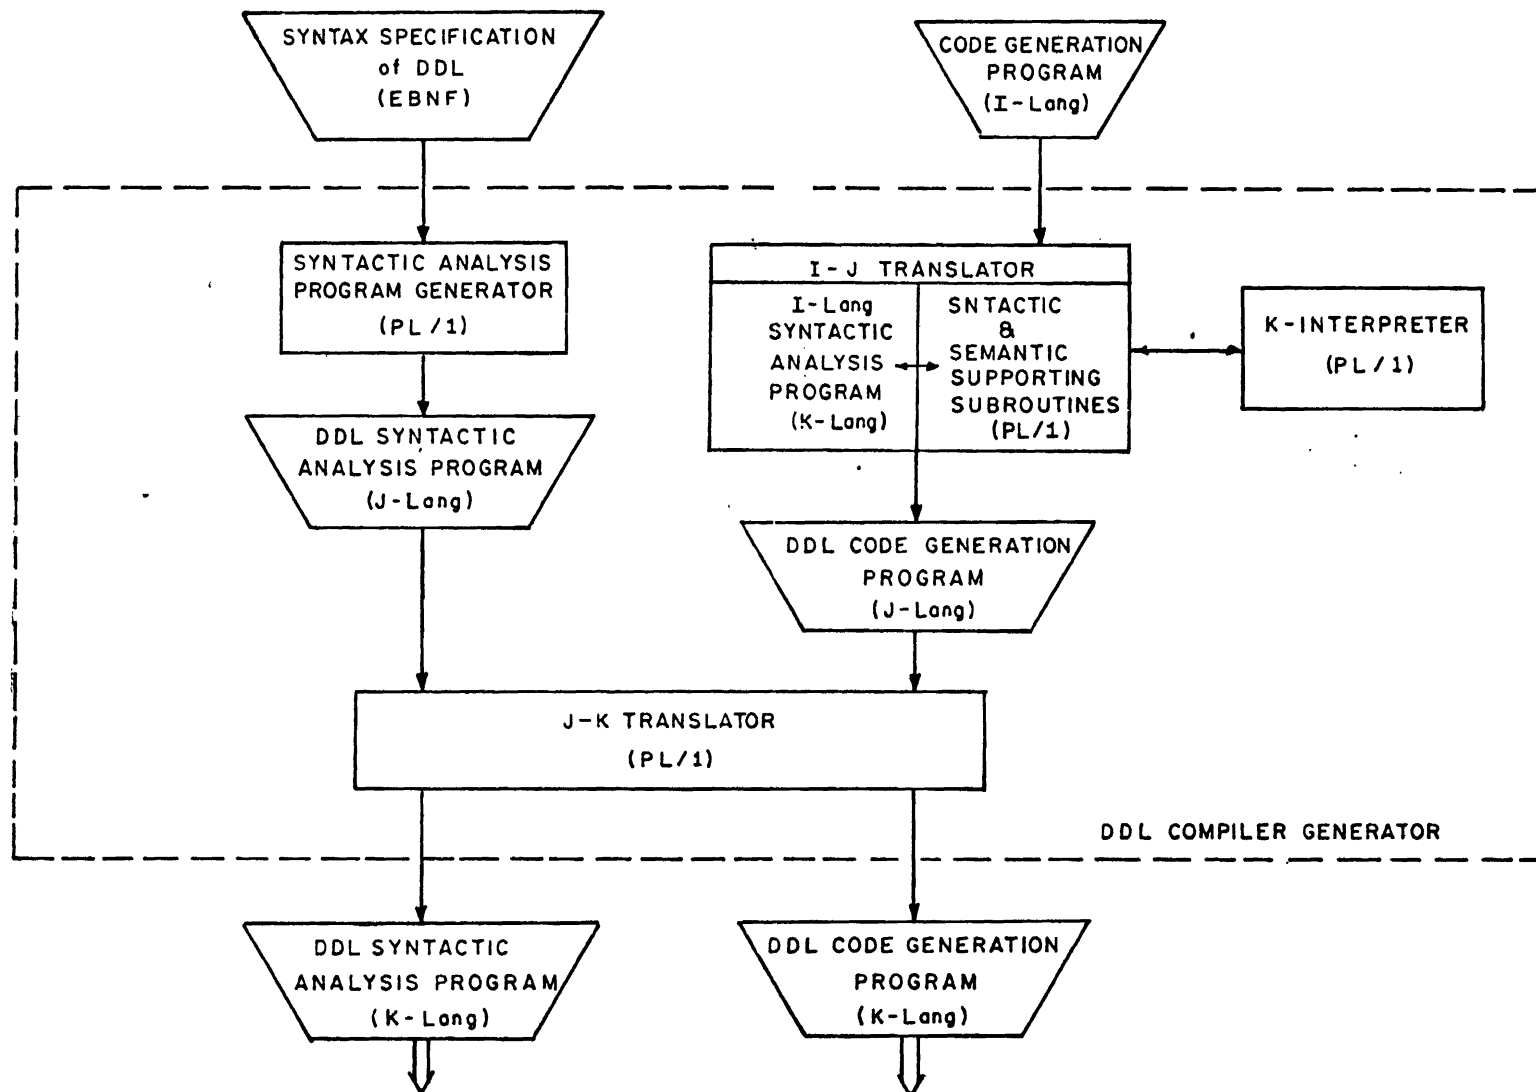 SYNTAX SPECIFICATION
of DDL
(EBNF)
CODE GENERATION
PROGRAM
(I-Lang)
SYNTACTIC ANALYSIS
PROGRAM GENERATOR
(PL/1)
I-J TRANSLATOR
I-Lang
SYNTACTIC
ANALYSIS
PROGRAM
(K-Lang)
SNTACTIC
&
SEMANTIC
SUPPORTING
SUBROUTINES
(PL/1)
K-INTERPRETER
(PL/1)
DDL SYNTACTIC
ANALYSIS PROGRAM
(J-Lang)
DDL CODE GENERATION
PROGRAM
(J-Lang)
J-K TRANSLATOR
(PL/1)
DDL COMPILER GENERATOR
DDL SYNTACTIC
ANALYSIS PROGRAM
(K-Lang)
DDL CODE GENERATION
PROGRAM
(K-Lang)